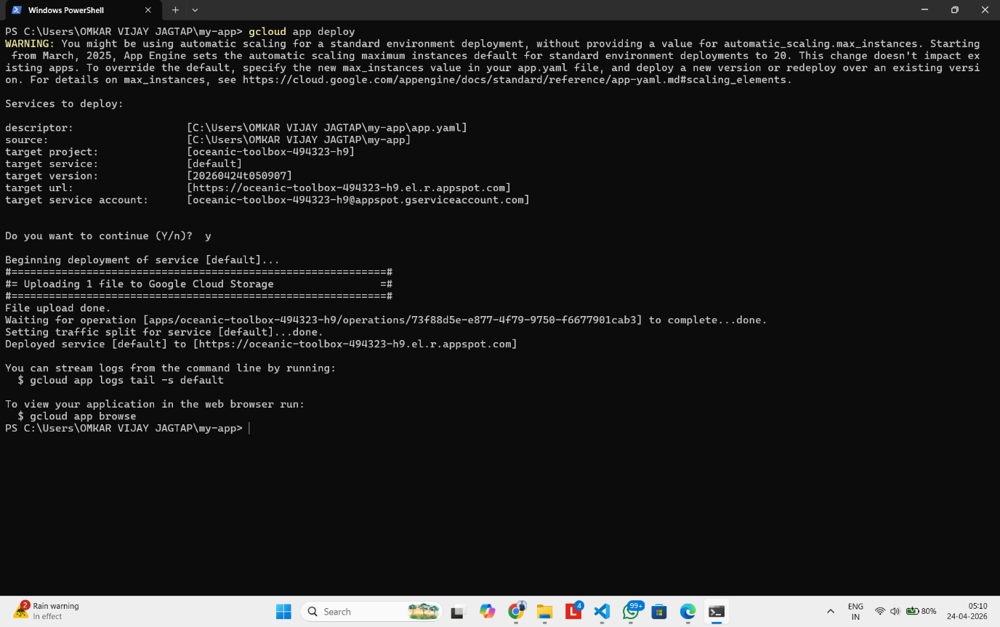 Windows PowerShell
PS C:\Users\OMKAR VIJAY JAGTAP\my-app> gcloud app deploy
WARNING: You might be using automatic scaling for a standard environment deployment, without providing a value for automatic_scaling.max_instances. Starting
from March, 2025, App Engine sets the automatic scaling maximum instances default for standard environment deployments to 20. This change doesn't impact ex
isting apps. To override the default, specify the new max_instances value in your app.yaml file, and deploy a new version or redeploy over an existing versi
on. For details on max_instances, see https://cloud.google.com/appengine/docs/standard/reference/app-yaml.md#scaling_elements.
Services to deploy:
descriptor: [C:\Users\OMKAR VIJAY JAGTAP\my-app\app.yaml]
source: [C:\Users\OMKAR VIJAY JAGTAP\my-app]
target project: [oceanic-toolbox-494323-h9]
target service: [default]
target version: [20260424t050907]
target url: [https://oceanic-toolbox-494323-h9.el.r.appspot.com]
target service account: [oceanic-toolbox-494323-h9@appspot.gserviceaccount.com]
Do you want to continue (Y/n)? y
Beginning deployment of service [default]...
#============================================================#
#= Uploading 1 file to Google Cloud Storage =#
#============================================================#
File upload done.
Waiting for operation [apps/oceanic-toolbox-494323-h9/operations/73f88d5e-e877-4f79-9750-f6677901cab3] to complete...done.
Setting traffic split for service [default]...done.
Deployed service [default] to [https://oceanic-toolbox-494323-h9.el.r.appspot.com]
You can stream logs from the command line by running:
$ gcloud app logs tail -s default
To view your application in the web browser run:
$ gcloud app browse
PS C:\Users\OMKAR VIJAY JAGTAP\my-app>
2
Rain warning
In effect
Search
L
4
99+
ENG
IN
80%
05:10
24-04-2026